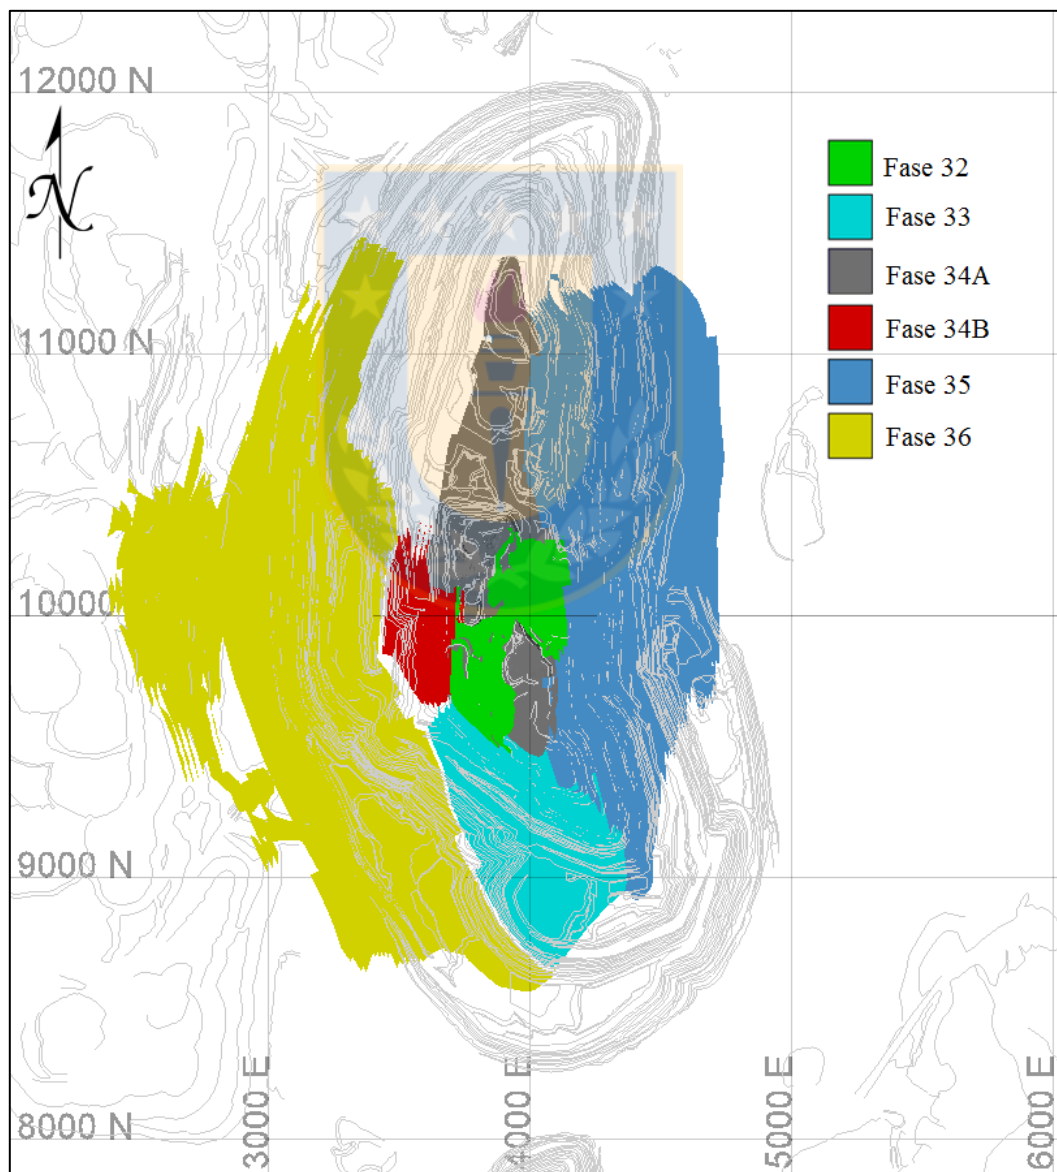 12000 N
N
Fase 32
Fase 33
Fase 34A
Fase 34B
Fase 35
Fase 36
11000 N
10000
9000 N
8000 N
3000 E
4000 E
5000 E
6000 E